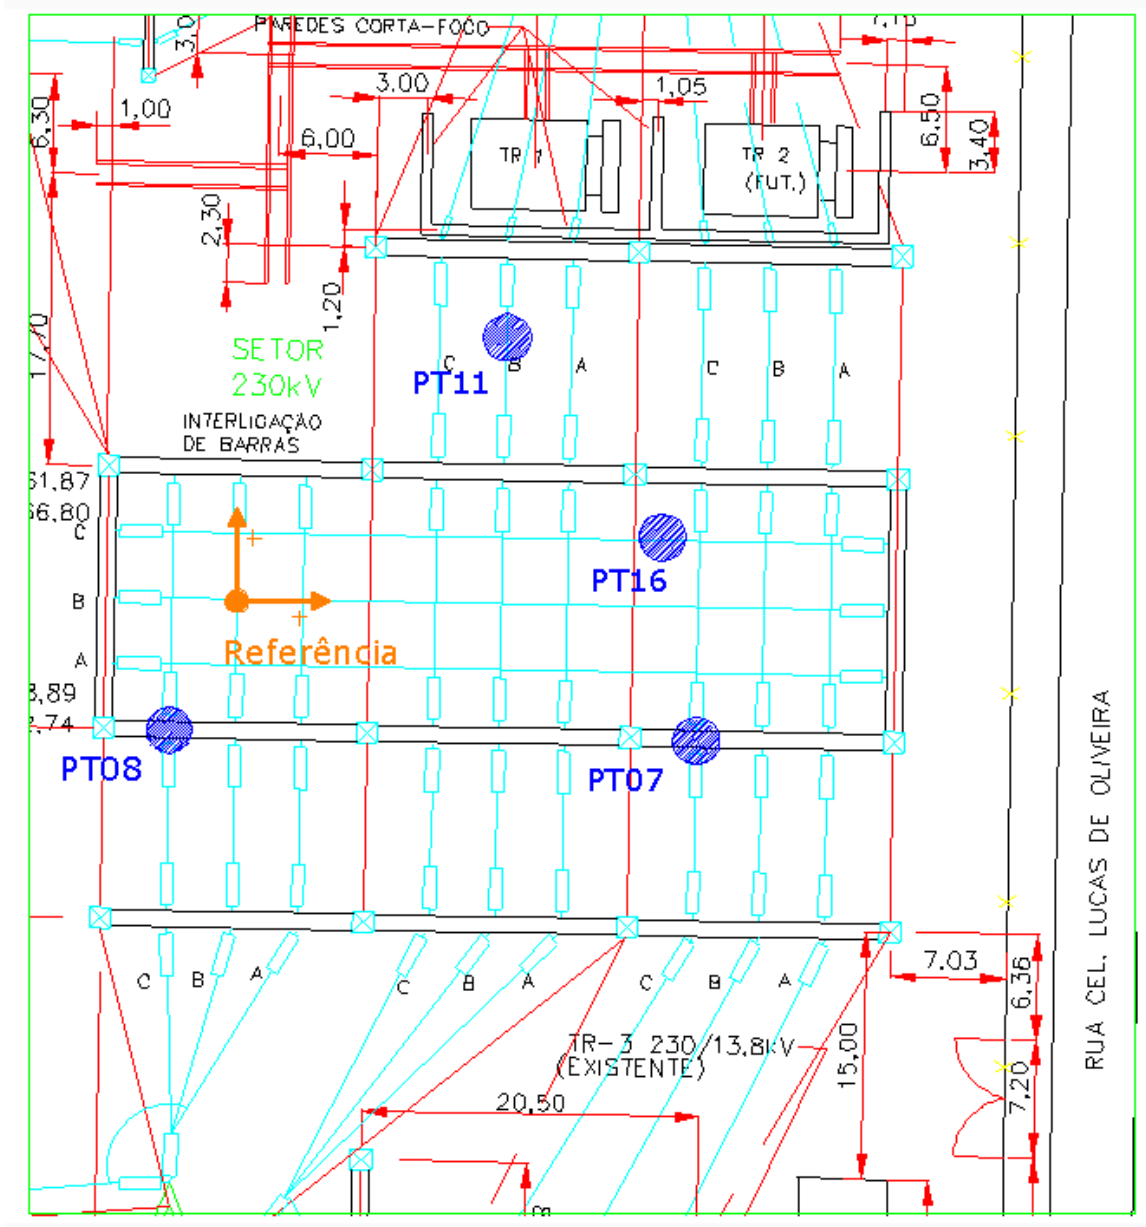 PAREDES CORTA-FOGO
3,0
3.00
1,05
1,00
6,30
6,00
6,50
3,40
TR 1
TR 2
(FUT.)
2,30
1,20
17,70
SETOR
230kV
C
B
A
C
B
A
PT11
INTERLIGAÇÃO
DE BARRAS
61,87
66,80
C
PT16
B
Referência
A
3,89
2,74
PT08
PT07
RUA CEL. LUCAS DE OLIVEIRA
C
B
A
C
B
A
C
B
A
7.03
6.36
TR-3 230/13,8kV
(EXISTENTE)
15,00
7,20
20,50